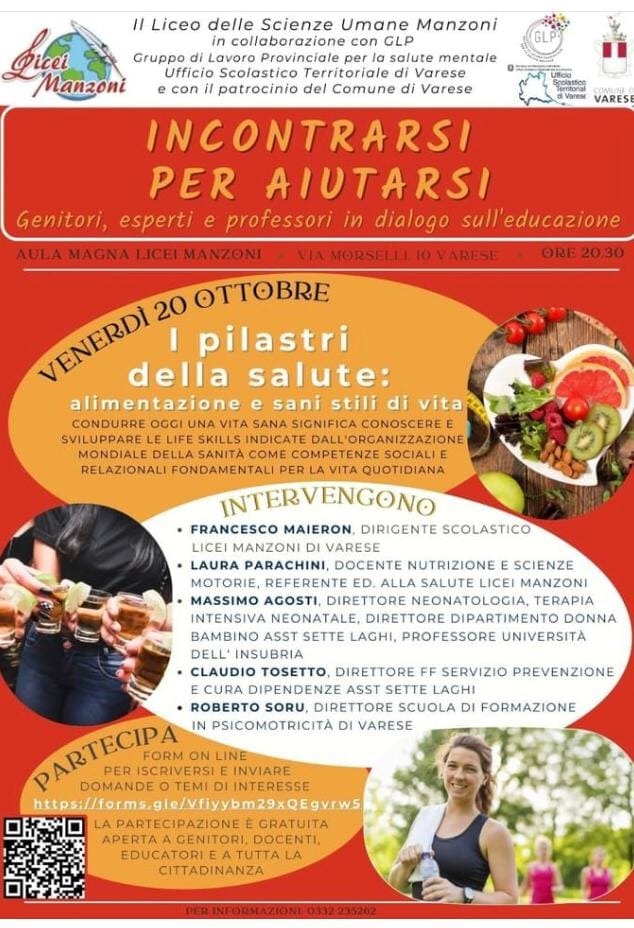 Licei
Manzoni
Il Liceo delle Scienze Umane Manzoni
in collaborazione con GLP
Gruppo di Lavoro Provinciale per la salute mentale
Ufficio Scolastico Territoriale di Varese
e con il patrocinio del Comune di Varese
GLP
Ufficio
Scolastico
Territoriale
di Varese
COMUNE DI
VARESE
INCONTRARSI
PER AIUTARSI
Genitori, esperti e professori in dialogo sull'educazione
AULA MAGNA LICEI MANZONI • VIA MORSELLI, 10 VARESE • ORE 20.30
VENERDÌ 20 OTTOBRE
I pilastri
della salute:
alimentazione e sani stili di vita
CONDURRE OGGI UNA VITA SANA SIGNIFICA CONOSCERE E
SVILUPPARE LE LIFE SKILLS INDICATE DALL'ORGANIZZAZIONE
MONDIALE DELLA SANITÀ COME COMPETENZE SOCIALI E
RELAZIONALI FONDAMENTALI PER LA VITA QUOTIDIANA
INTERVENGONO
• FRANCESCO MAIERON, DIRIGENTE SCOLASTICO
LICEI MANZONI DI VARESE
• LAURA PARACHINI, DOCENTE NUTRIZIONE E SCIENZE
MOTORIE, REFERENTE ED. ALLA SALUTE LICEI MANZONI
• MASSIMO AGOSTI, DIRETTORE NEONATOLOGIA, TERAPIA
INTENSIVA NEONATALE, DIRETTORE DIPARTIMENTO DONNA
BAMBINO ASST SETTE LAGHI, PROFESSORE UNIVERSITÀ
DELL' INSUBRIA
• CLAUDIO TOSETTO, DIRETTORE FF SERVIZIO PREVENZIONE
E CURA DIPENDENZE ASST SETTE LAGHI
• ROBERTO SORU, DIRETTORE SCUOLA DI FORMAZIONE
IN PSICOMOTRICITÀ DI VARESE
PARTECIPA
FORM ON LINE
PER ISCRIVERSI E INVIARE
DOMANDE O TEMI DI INTERESSE
https://forms.gle/Vfiyybm29xQEgvrw5
LA PARTECIPAZIONE È GRATUITA
APERTA A GENITORI, DOCENTI,
EDUCATORI E A TUTTA LA
CITTADINANZA
PER INFORMAZIONI: 0332 235262